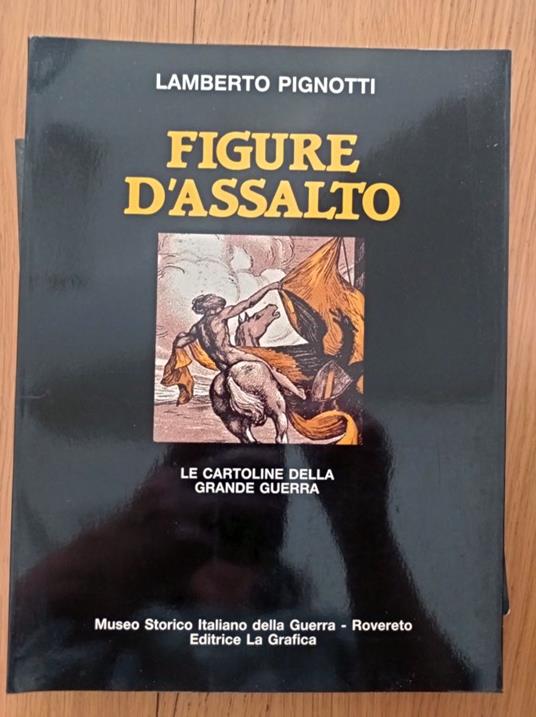 LAMBERTO PIGNOTTI
FIGURE
D'ASSALTO
LE CARTOLINE DELLA
GRANDE GUERRA
Museo Storico Italiano della Guerra - Rovereto
Editrice La Grafica